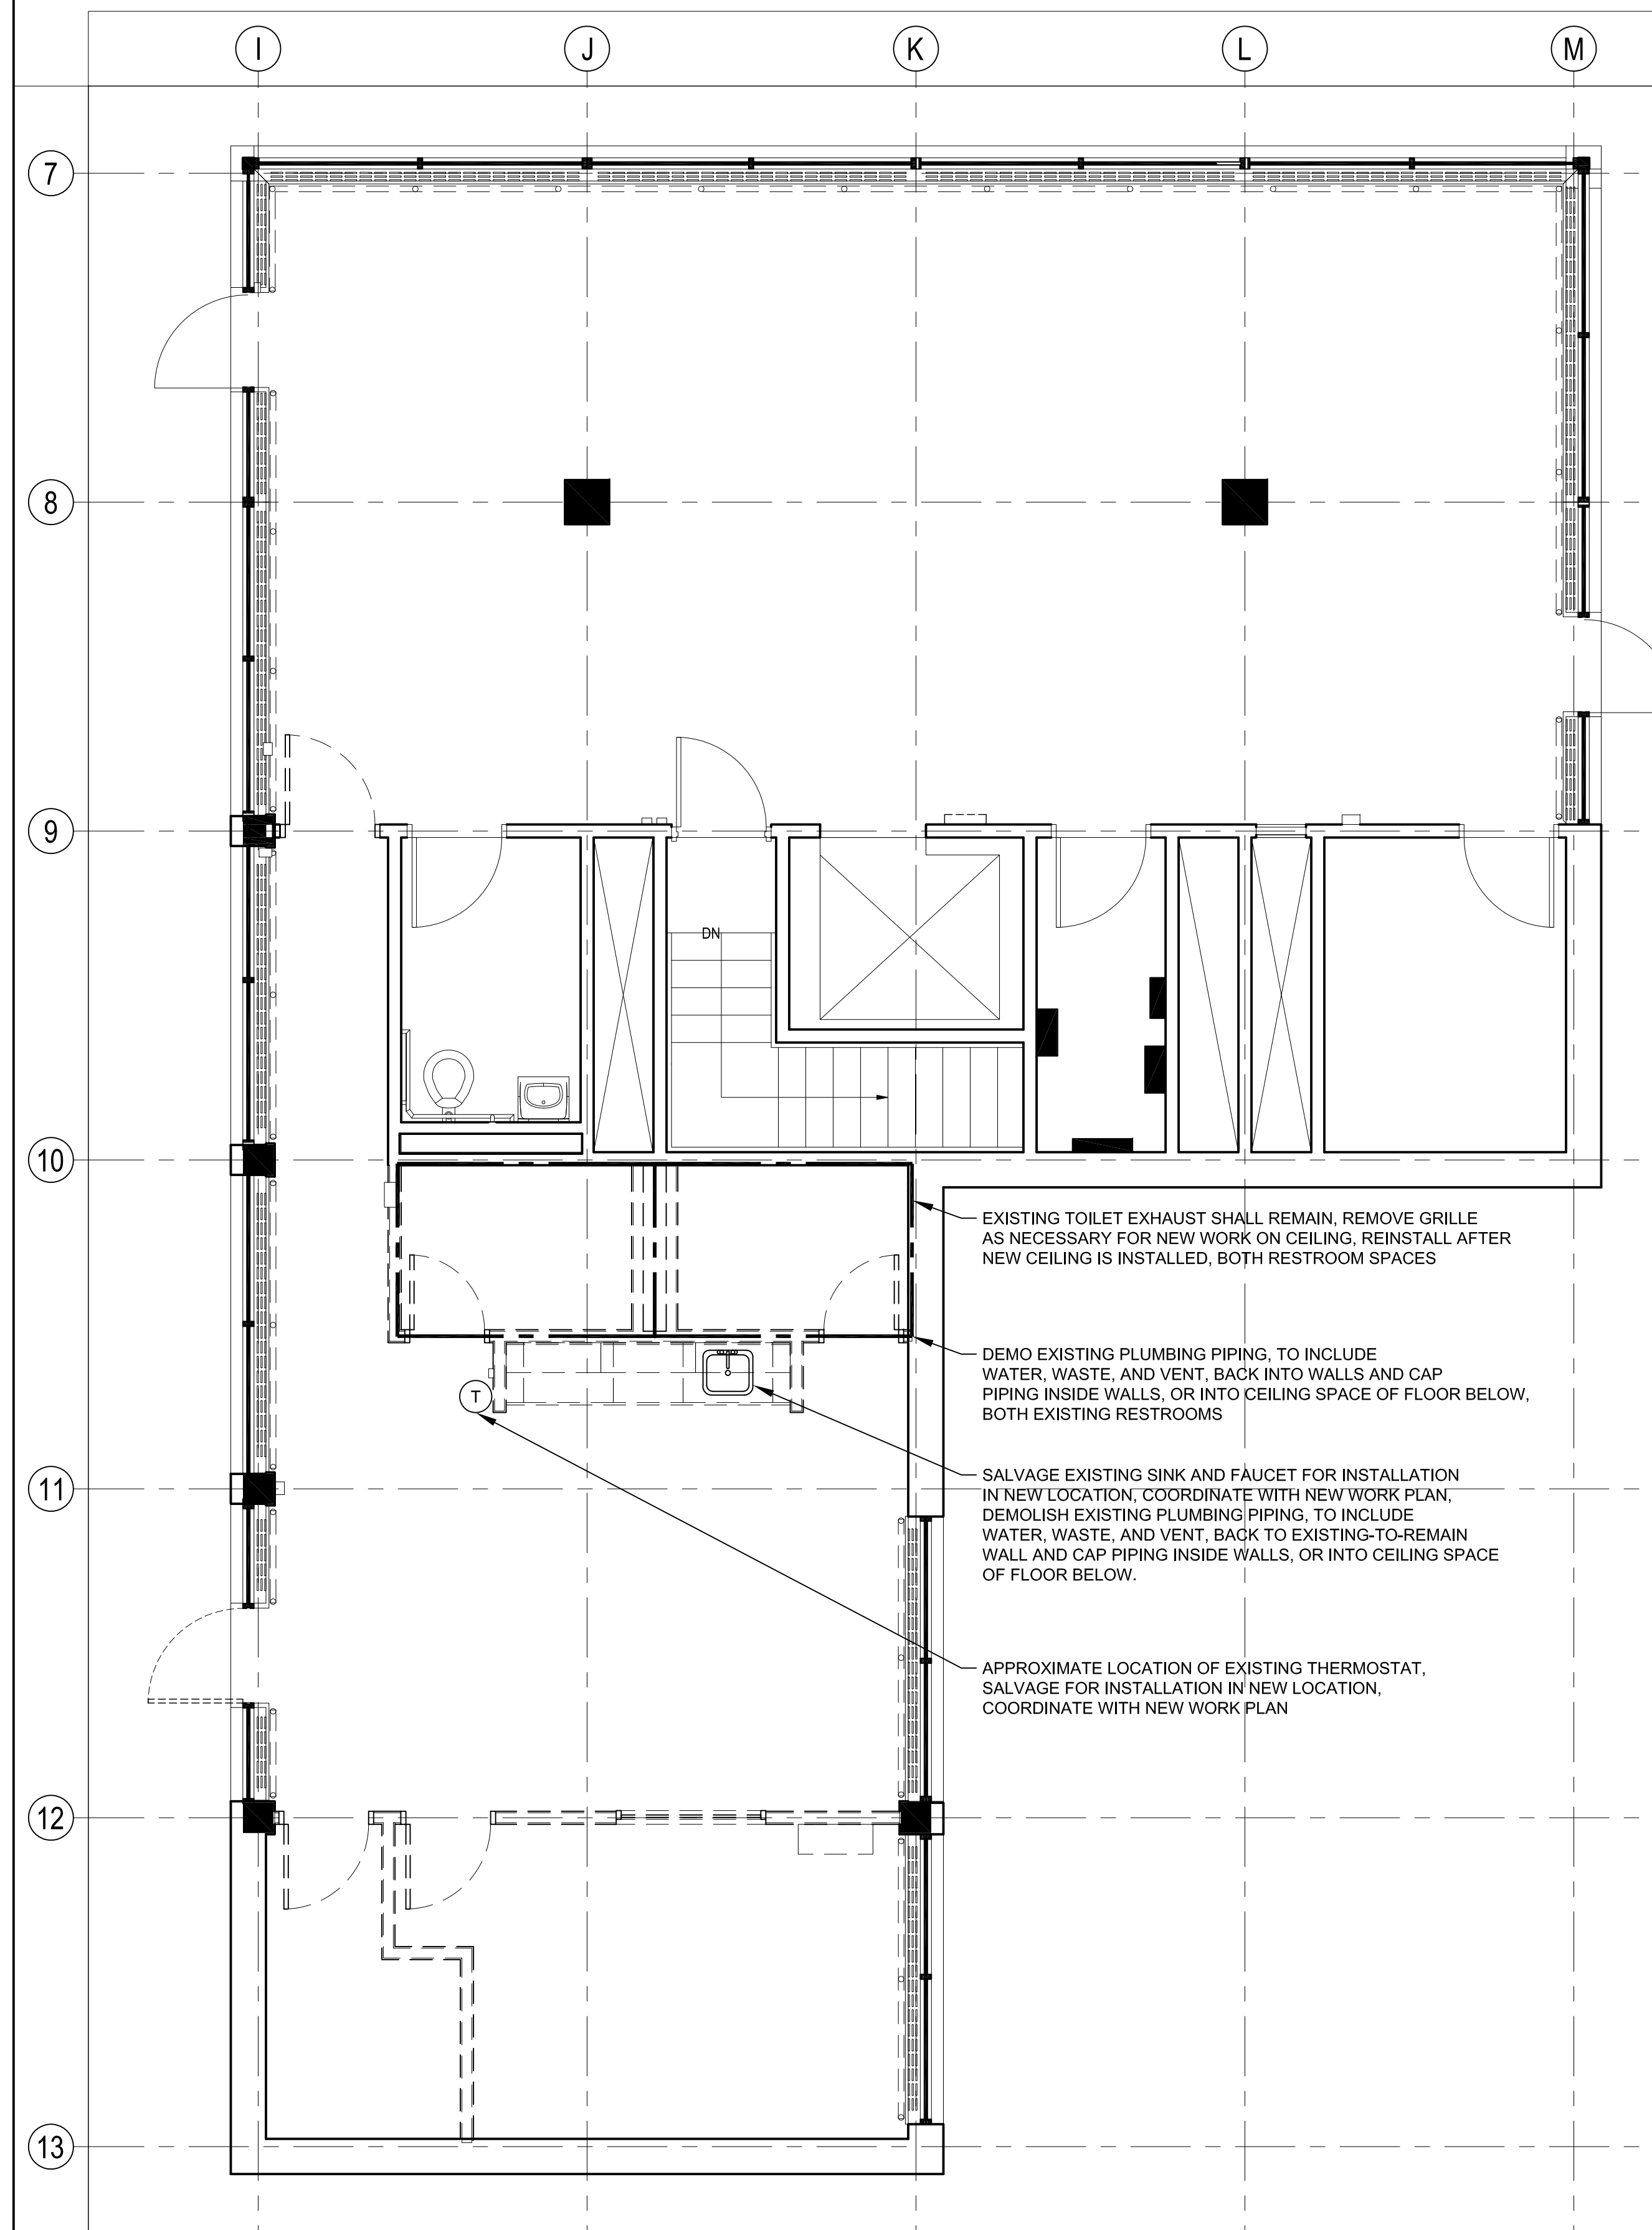 I J K L M
7
8
9
DN
10
EXISTING TOILET EXHAUST SHALL REMAIN, REMOVE GRILLE
AS NECESSARY FOR NEW WORK ON CEILING, REINSTALL AFTER
NEW CEILING IS INSTALLED, BOTH RESTROOM SPACES
DEMO EXISTING PLUMBING PIPING, TO INCLUDE
WATER, WASTE, AND VENT, BACK INTO WALLS AND CAP
PIPING INSIDE WALLS, OR INTO CEILING SPACE OF FLOOR BELOW,
BOTH EXISTING RESTROOMS
T
SALVAGE EXISTING SINK AND FAUCET FOR INSTALLATION
IN NEW LOCATION, COORDINATE WITH NEW WORK PLAN,
DEMOLISH EXISTING PLUMBING PIPING, TO INCLUDE
WATER, WASTE, AND VENT, BACK TO EXISTING-TO-REMAIN
WALL AND CAP PIPING INSIDE WALLS, OR INTO CEILING SPACE
OF FLOOR BELOW.
11
APPROXIMATE LOCATION OF EXISTING THERMOSTAT,
SALVAGE FOR INSTALLATION IN NEW LOCATION,
COORDINATE WITH NEW WORK PLAN
12
13